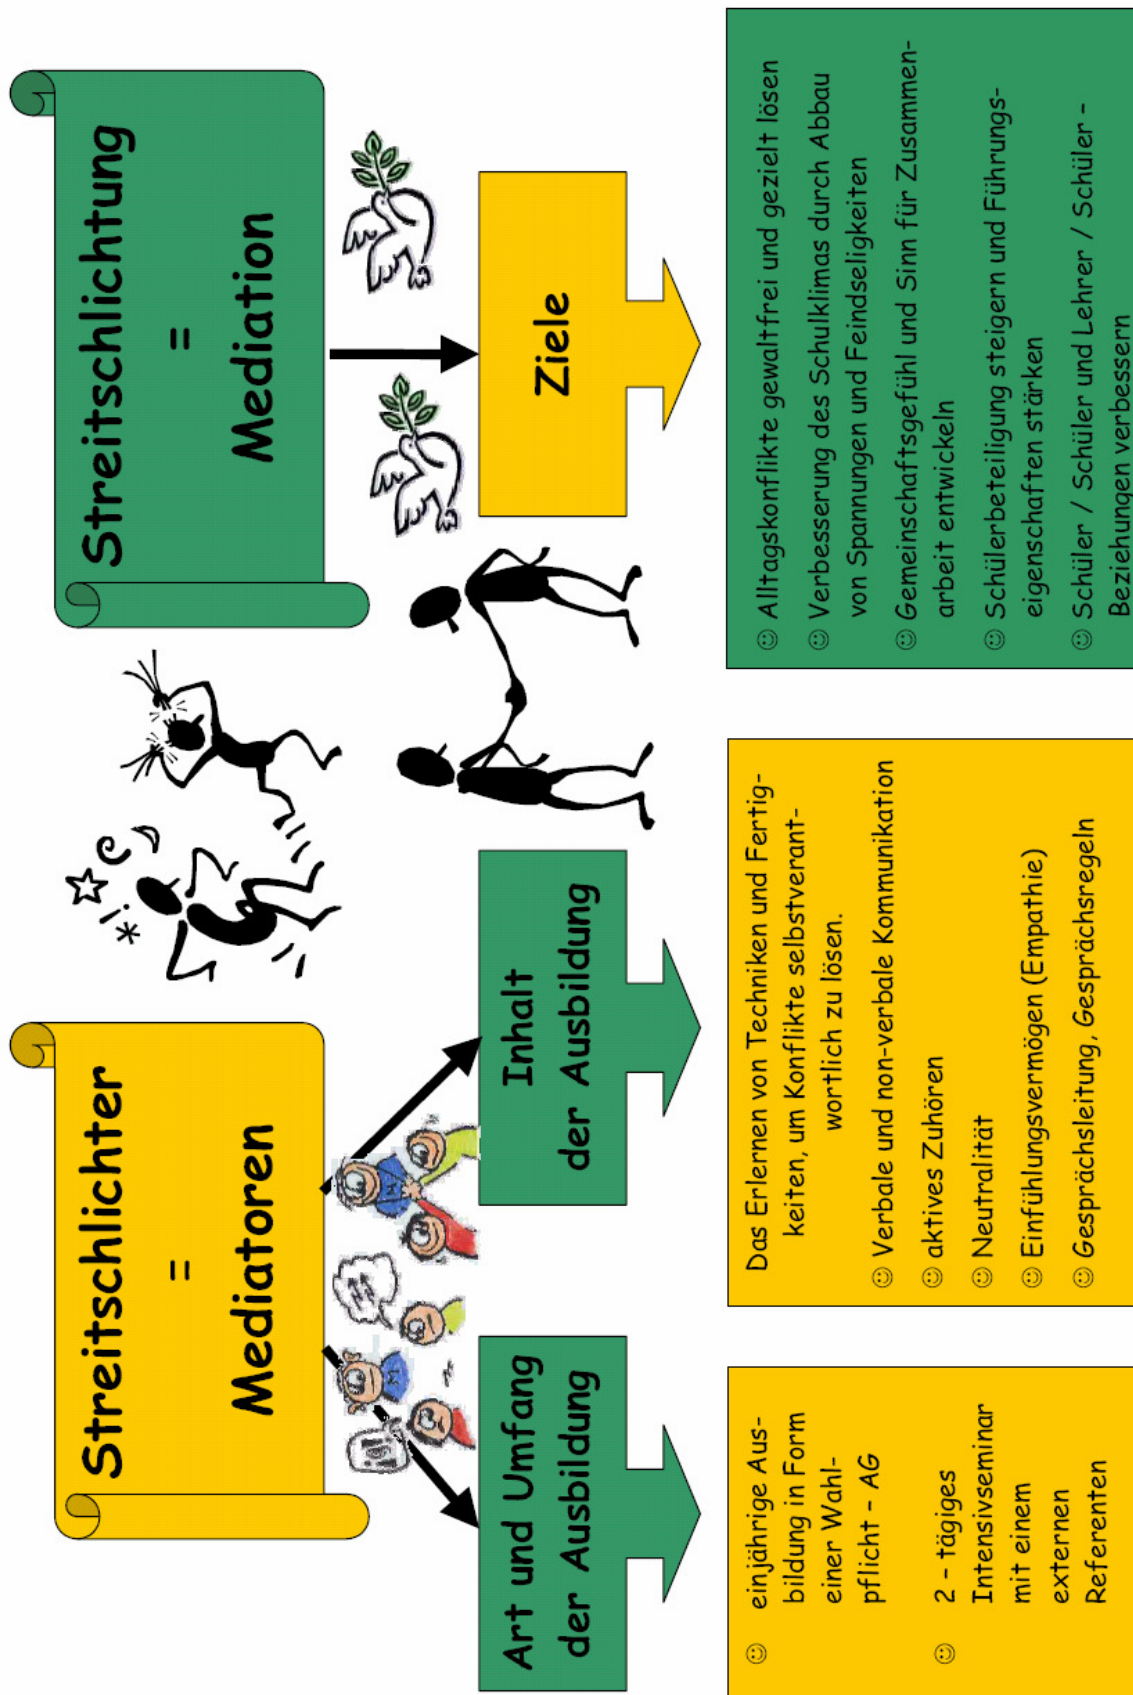 Streitschlichter
=
Mediatoren
Streitschlichtung
=
Mediation
Art und Umfang
der Ausbildung
Inhalt
der Ausbildung
Ziele
☺ einjährige Aus-
bildung in Form
einer Wahl-
pflicht - AG
☺ 2 - tägiges
Intensivseminar
mit einem
externen
Referenten
Das Erlernen von Techniken und Fertig-
keiten, um Konflikte selbstverant-
wortlich zu lösen.
☺ Verbale und non-verbale Kommunikation
☺ aktives Zuhören
☺ Neutralität
☺ Einfühlungsvermögen (Empathie)
☺ Gesprächsleitung, Gesprächsregeln
☺ Alltagskonflikte gewaltfrei und gezielt lösen
☺ Verbesserung des Schulklimas durch Abbau
von Spannungen und Feindseligkeiten
☺ Gemeinschaftsgefühl und Sinn für Zusammen-
arbeit entwickeln
☺ Schülerbeteiligung steigern und Führungs-
eigenschaften stärken
☺ Schüler / Schüler und Lehrer / Schüler -
Beziehungen verbessern
M
M